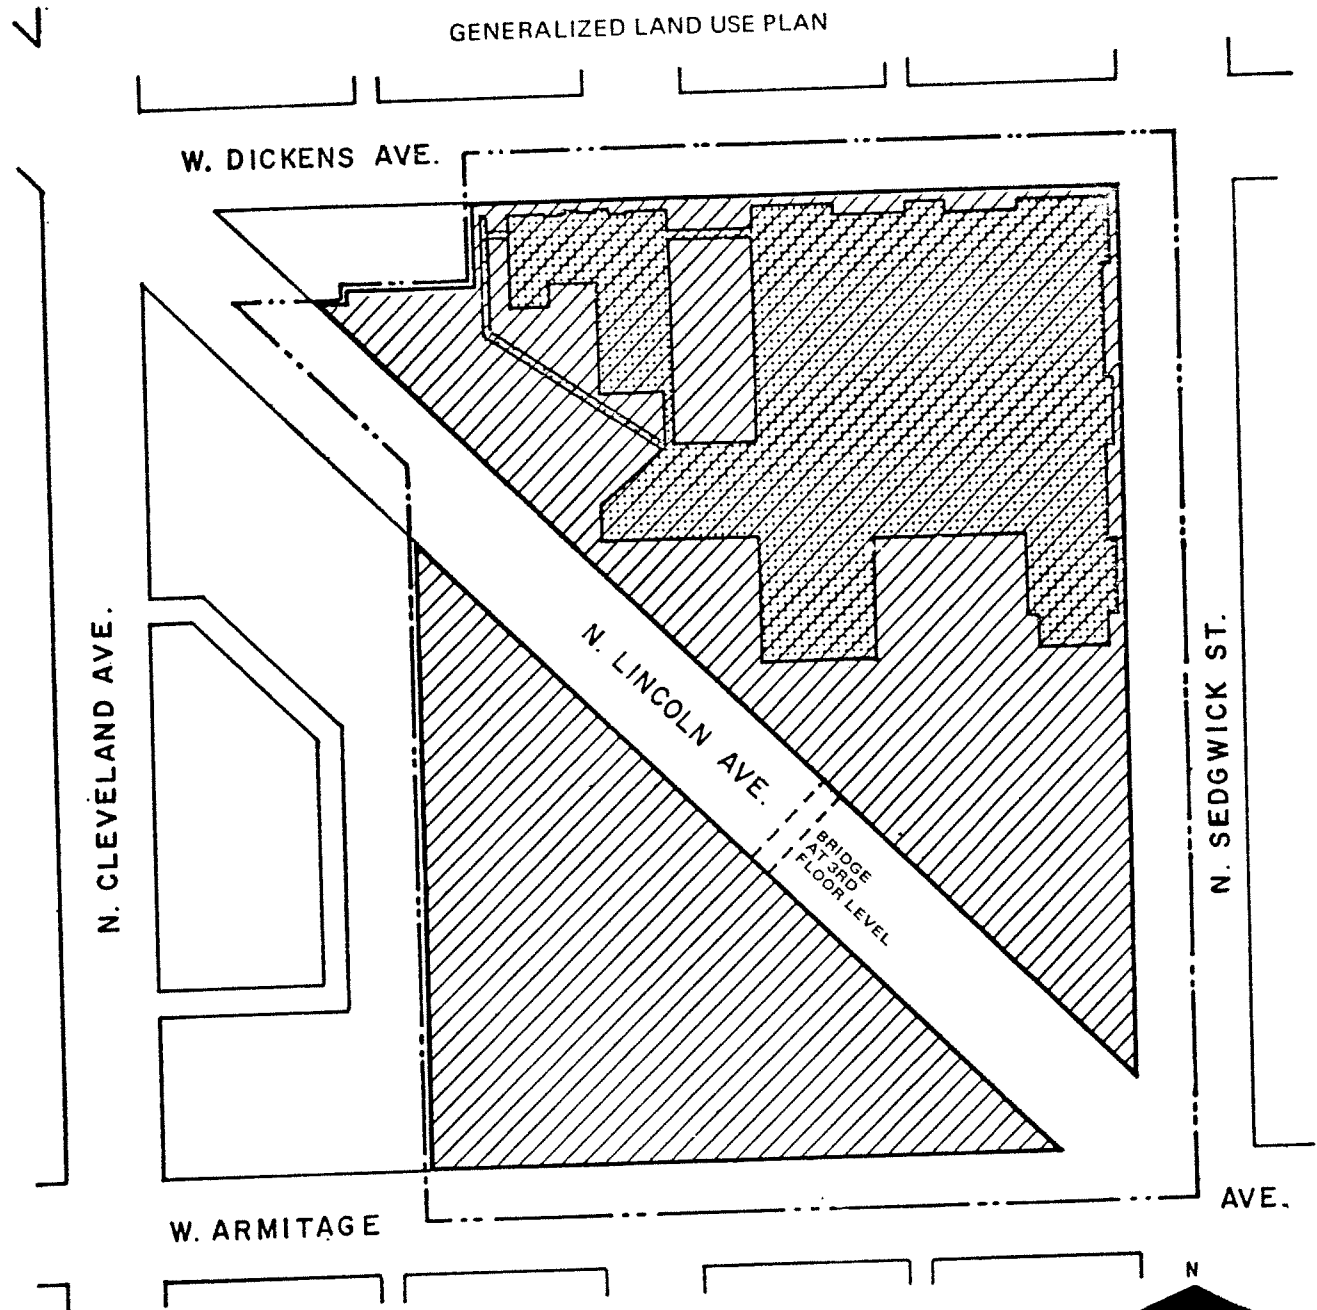 GENERALIZED LAND USE PLAN
W. DICKENS AVE.
N. CLEVELAND AVE.
N. LINCOLN AVE.
BRIDGE
AT 3RD
FLOOR LEVEL
N. SEDGWICK ST.
W. ARMITAGE AVE.
N